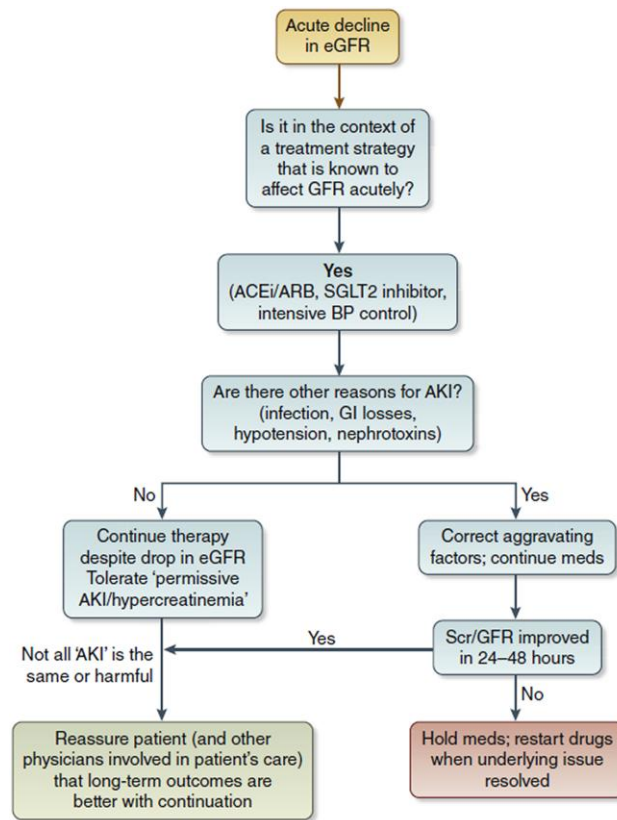 Acute decline
in eGFR
Is it in the context of
a treatment strategy
that is known to
affect GFR acutely?
Yes
(ACEi/ARB, SGLT2 inhibitor,
intensive BP control)
Are there other reasons for AKI?
(infection, GI losses,
hypotension, nephrotoxins)
No
Yes
Continue therapy
despite drop in eGFR
Tolerate ‘permissive
AKI/hypercreatinemia’
Correct aggravating
factors; continue meds
Not all ‘AKI’ is the
same or harmful
Yes
Scr/GFR improved
in 24–48 hours
No
Reassure patient (and other
physicians involved in patient’s care)
that long-term outcomes are
better with continuation
Hold meds; restart drugs
when underlying issue
resolved